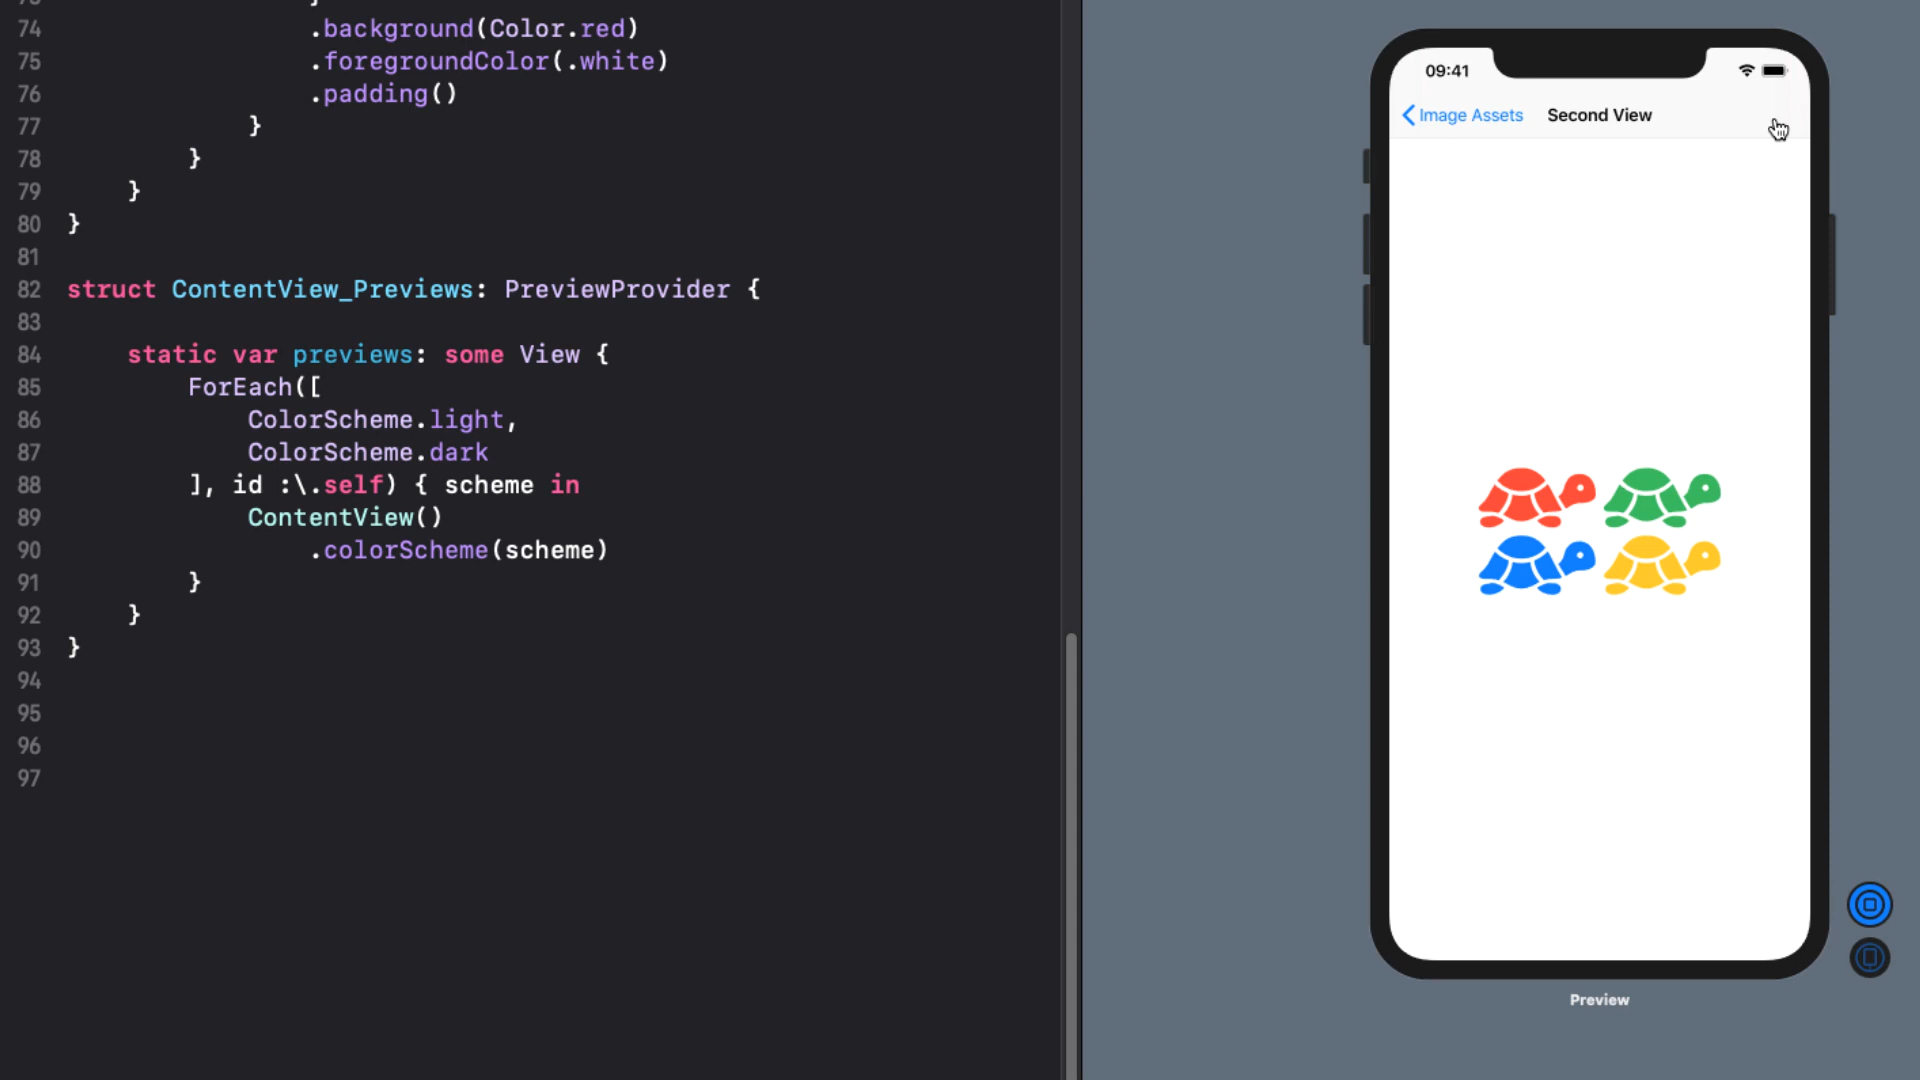 74 .background(Color.red)
75 .foregroundColor(.white)
76 .padding()
77 }
78 }
79 }
80 }
81
82 struct ContentView_Previews: PreviewProvider {
83
84 static var previews: some View {
85 ForEach([
86 ColorScheme.light,
87 ColorScheme.dark
88 ], id :\.self) { scheme in
89 ContentView()
90 .colorScheme(scheme)
91 }
92 }
93 }
94
95
96
97
09:41
Image Assets Second View
Preview